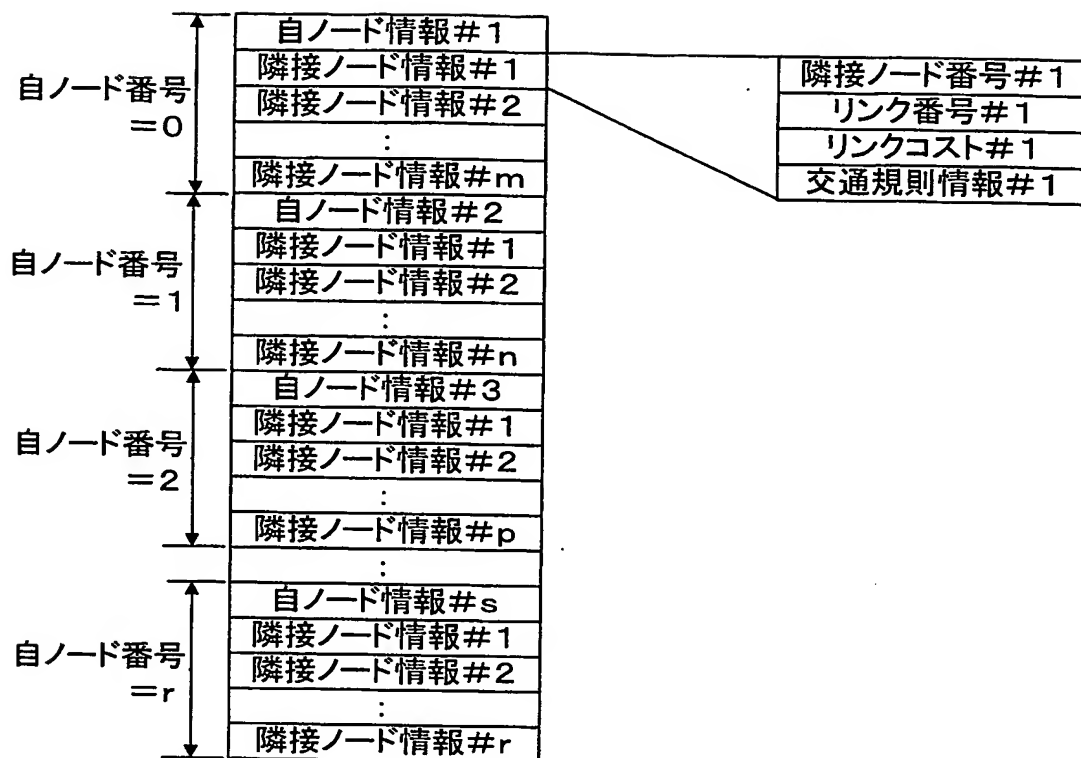 自ノード番号
=0
自ノード情報#1
隣接ノード情報#1
隣接ノード情報#2
:
隣接ノード情報#m
自ノード番号
=1
自ノード情報#2
隣接ノード情報#1
隣接ノード情報#2
:
隣接ノード情報#n
自ノード番号
=2
自ノード情報#3
隣接ノード情報#1
隣接ノード情報#2
:
隣接ノード情報#p
:
自ノード番号
=r
自ノード情報#s
隣接ノード情報#1
隣接ノード情報#2
:
隣接ノード情報#r
隣接ノード番号#1
リンク番号#1
リンクコスト#1
交通規則情報#1